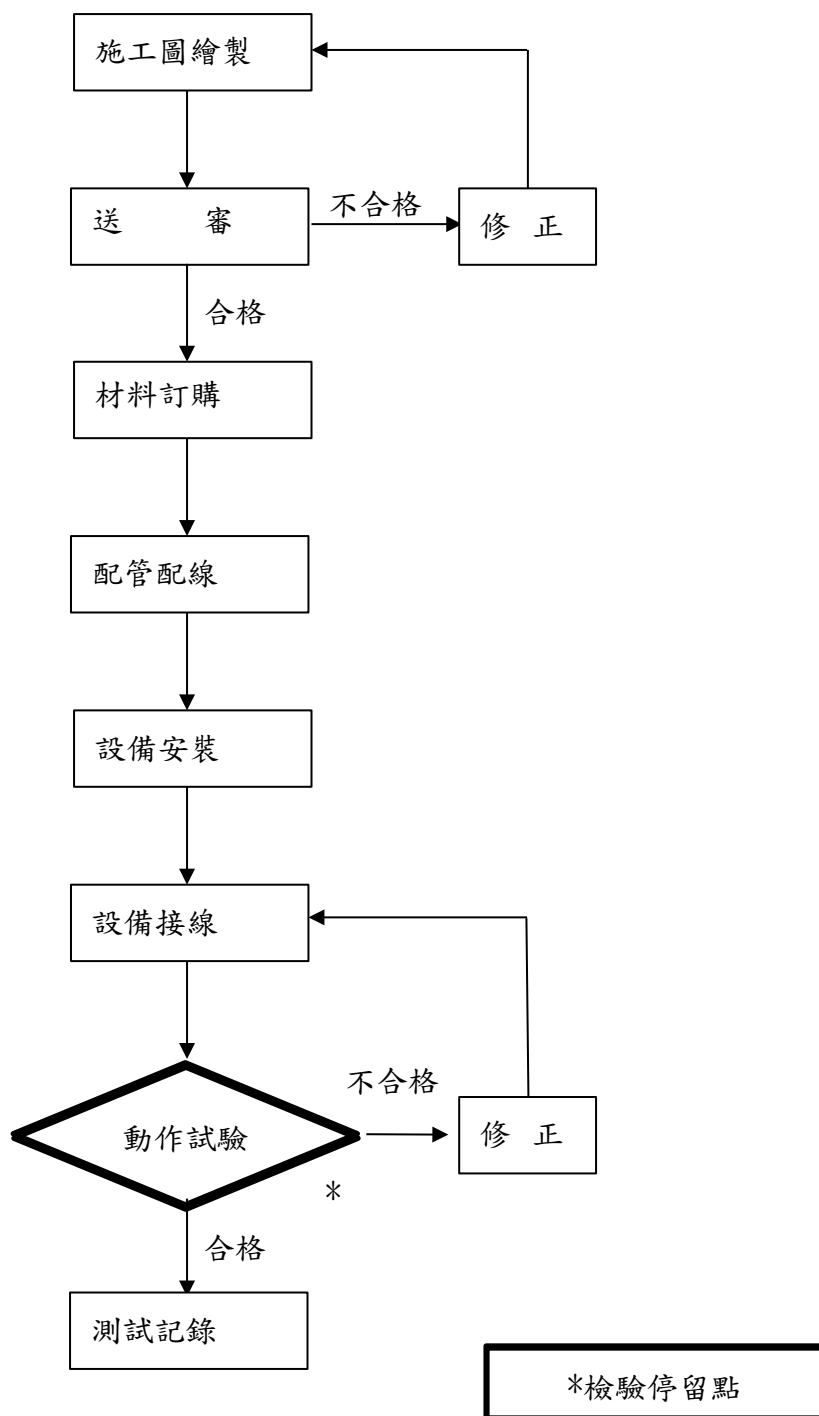 施工圖繪製
送 審
不合格
修 正
合格
材料訂購
配管配線
設備安裝
設備接線
動作試驗
不合格
修 正
*
合格
測試記錄
*檢驗停留點